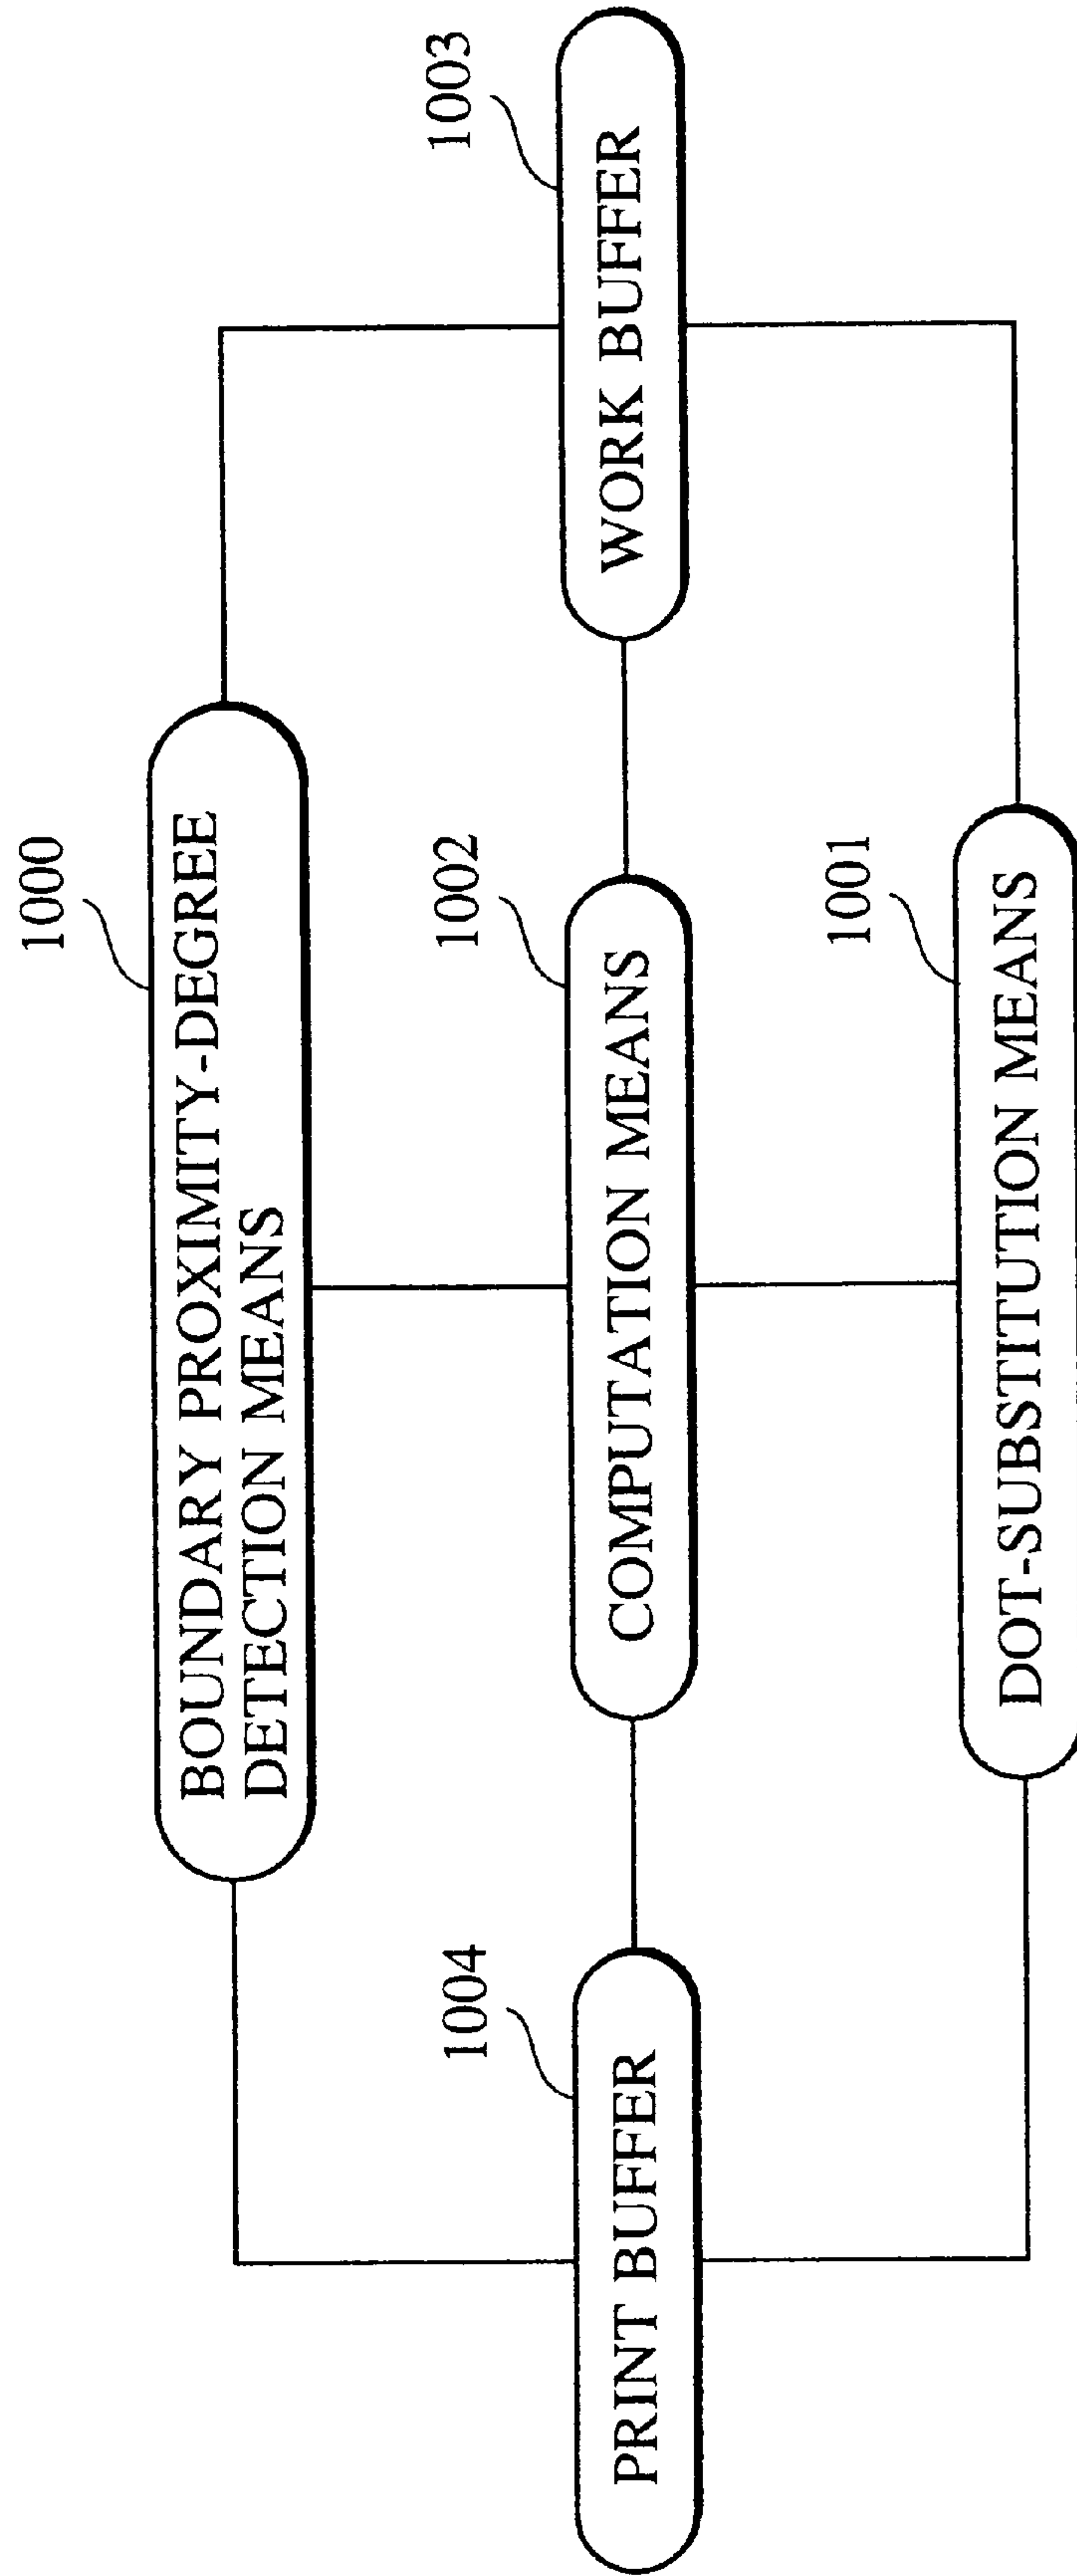 1000
BOUNDARY PROXIMITY-DEGREE
DETECTION MEANS
1004
PRINT BUFFER
1002
COMPUTATION MEANS
1003
WORK BUFFER
1001
DOT-SUBSTITUTION MEANS